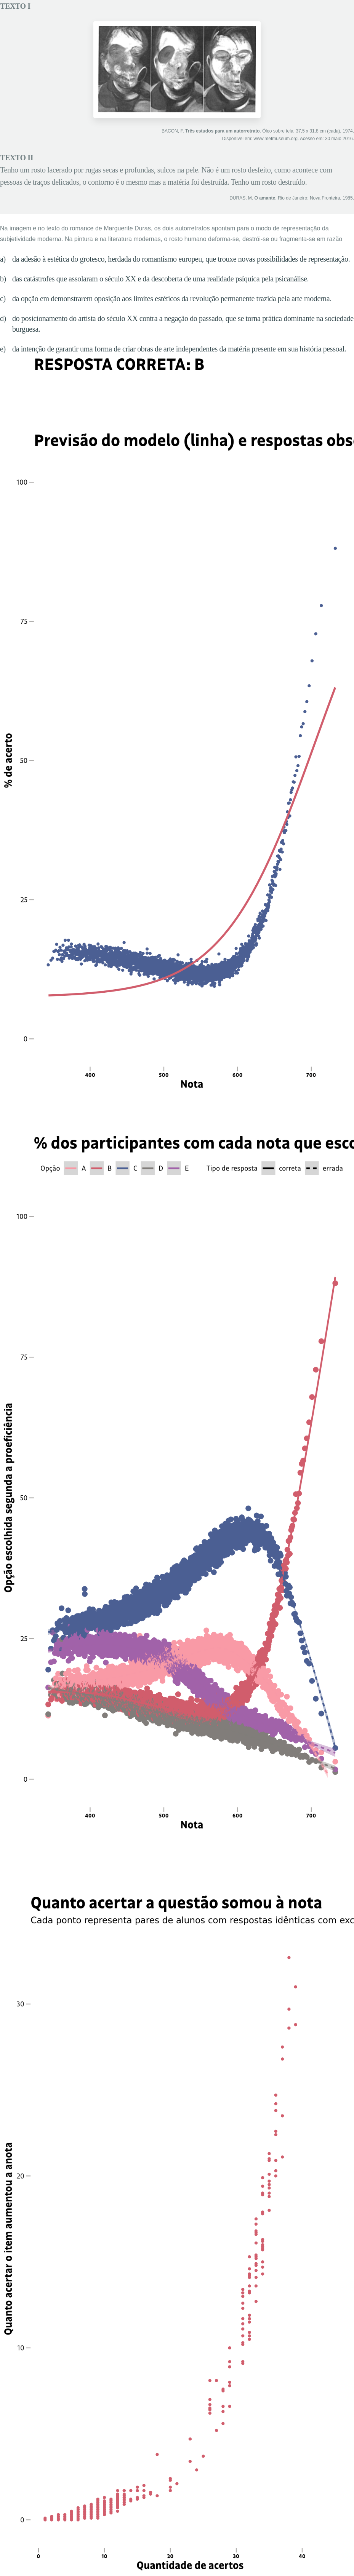 TEXTO I
BACON, F. Três estudos para um autorretrato. Óleo sobre tela, 37,5 x 31,8 cm (cada), 1974.
Disponível em: www.metmuseum.org. Acesso em: 30 maio 2016.
TEXTO II
Tenho um rosto lacerado por rugas secas e profundas, sulcos na pele. Não é um rosto desfeito, como acontece com
pessoas de traços delicados, o contorno é o mesmo mas a matéria foi destruída. Tenho um rosto destruído.
DURAS, M. O amante. Rio de Janeiro: Nova Fronteira, 1985.
Na imagem e no texto do romance de Marguerite Duras, os dois autorretratos apontam para o modo de representação da
subjetividade moderna. Na pintura e na literatura modernas, o rosto humano deforma-se, destrói-se ou fragmenta-se em razão
a) da adesão à estética do grotesco, herdada do romantismo europeu, que trouxe novas possibilidades de representação.
b) das catástrofes que assolaram o século XX e da descoberta de uma realidade psíquica pela psicanálise.
c) da opção em demonstrarem oposição aos limites estéticos da revolução permanente trazida pela arte moderna.
d) do posicionamento do artista do século XX contra a negação do passado, que se torna prática dominante na sociedade
burguesa.
e) da intenção de garantir uma forma de criar obras de arte independentes da matéria presente em sua história pessoal.
RESPOSTA CORRETA: B
Previsão do modelo (linha) e respostas obs
100
75
50
25
0
% de acerto
400 500 600 700
Nota
% dos participantes com cada nota que esco
Opção A B C D E Tipo de resposta correta errada
100
75
50
25
0
Opção escolhida segunda a proeficiência
400 500 600 700
Nota
Quanto acertar a questão somou à nota
Cada ponto representa pares de alunos com respostas idênticas com exc
30
20
10
0
Quanto acertar o item aumentou a anota
0 10 20 30 40
Quantidade de acertos